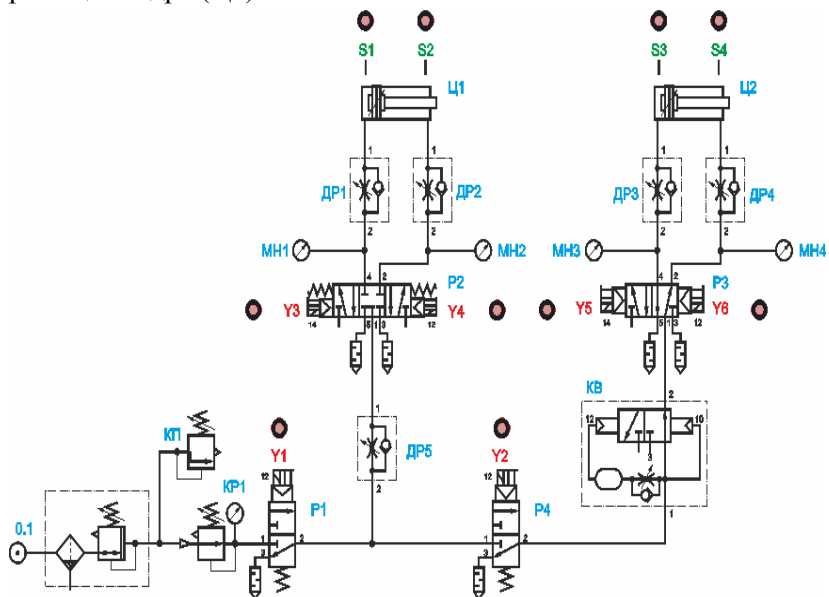 S1 S2 S3 S4
Ц1 Ц2
1 1 1 1
ДР1 ДР2 ДР3 ДР4
2 2 2 2
МН1 МН2 МН3 МН4
4 2 Р2 4 2 Р3
Y3 Y4 Y5 Y6
14 5 1 3 12 14 5 1 3 12
2
КВ
12 10
1
КП Y1 ДР5 Y2
3
12 12
КР1 Р1 2 Р4
0.1 1 2 1 2 1
3 3